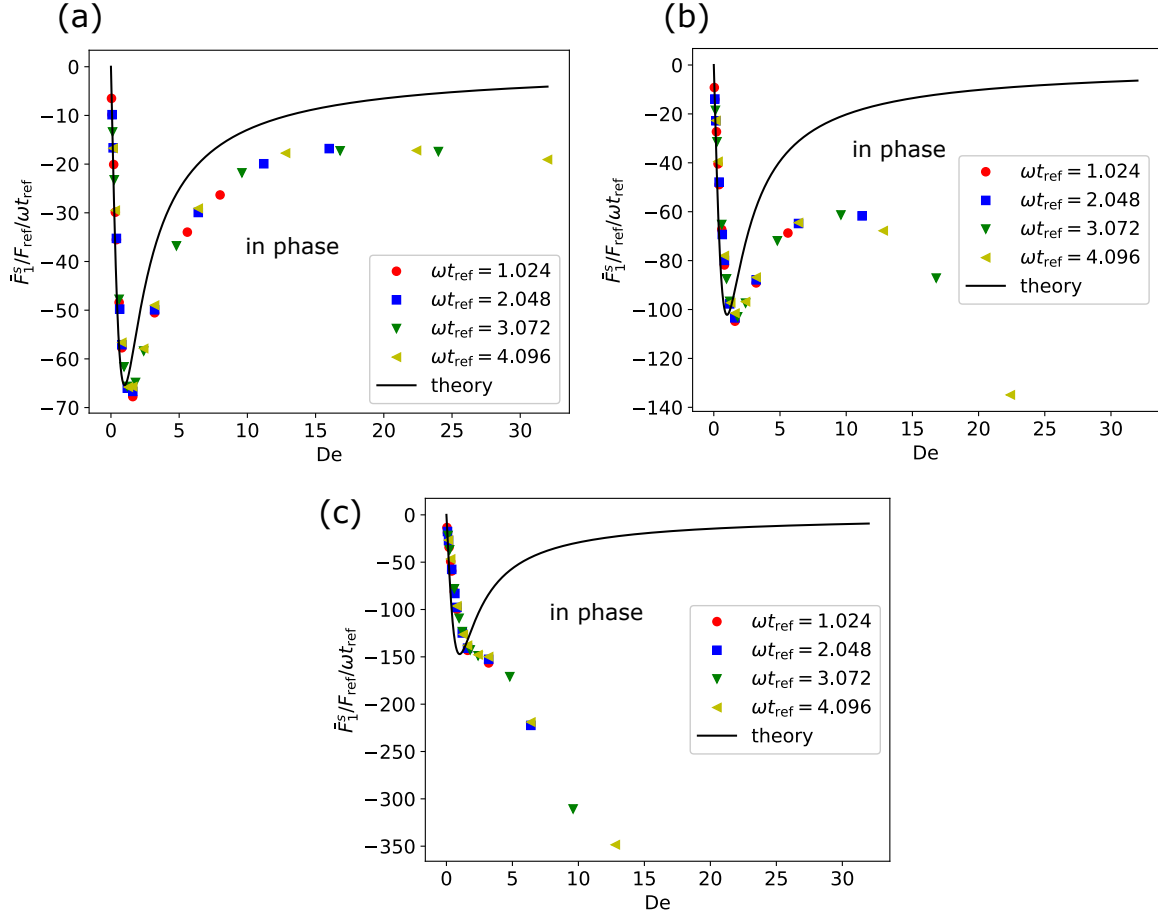 (a)
0
−10
−20
−30
−40
−50
−60
−70
F̄₁ˢ/F_ref/ωt_ref
in phase
ωt_ref = 1.024
ωt_ref = 2.048
ωt_ref = 3.072
ωt_ref = 4.096
theory
0 5 10 15 20 25 30
De
(b)
0
−20
−40
−60
−80
−100
−120
−140
F̄₁ˢ/F_ref/ωt_ref
in phase
ωt_ref = 1.024
ωt_ref = 2.048
ωt_ref = 3.072
ωt_ref = 4.096
theory
0 5 10 15 20 25 30
De
(c)
0
−50
−100
−150
−200
−250
−300
−350
F̄₁ˢ/F_ref/ωt_ref
in phase
ωt_ref = 1.024
ωt_ref = 2.048
ωt_ref = 3.072
ωt_ref = 4.096
theory
0 5 10 15 20 25 30
De